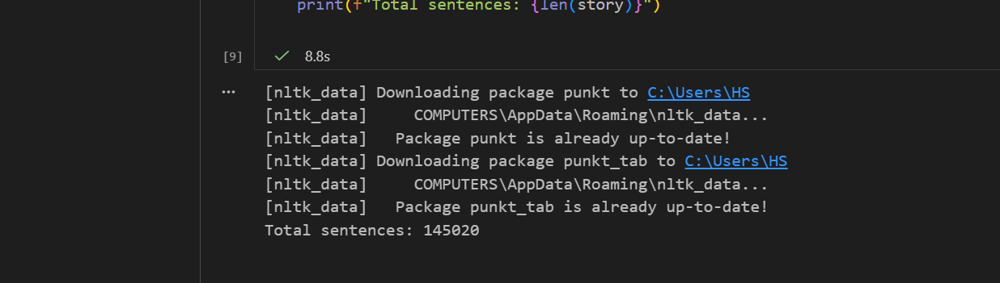 print(f"Total sentences: {len(story)}")
[9] 8.8s
[nltk_data] Downloading package punkt to C:\Users\HS
[nltk_data]     COMPUTERS\AppData\Roaming\nltk_data...
[nltk_data]   Package punkt is already up-to-date!
[nltk_data] Downloading package punkt_tab to C:\Users\HS
[nltk_data]     COMPUTERS\AppData\Roaming\nltk_data...
[nltk_data]   Package punkt_tab is already up-to-date!
Total sentences: 145020